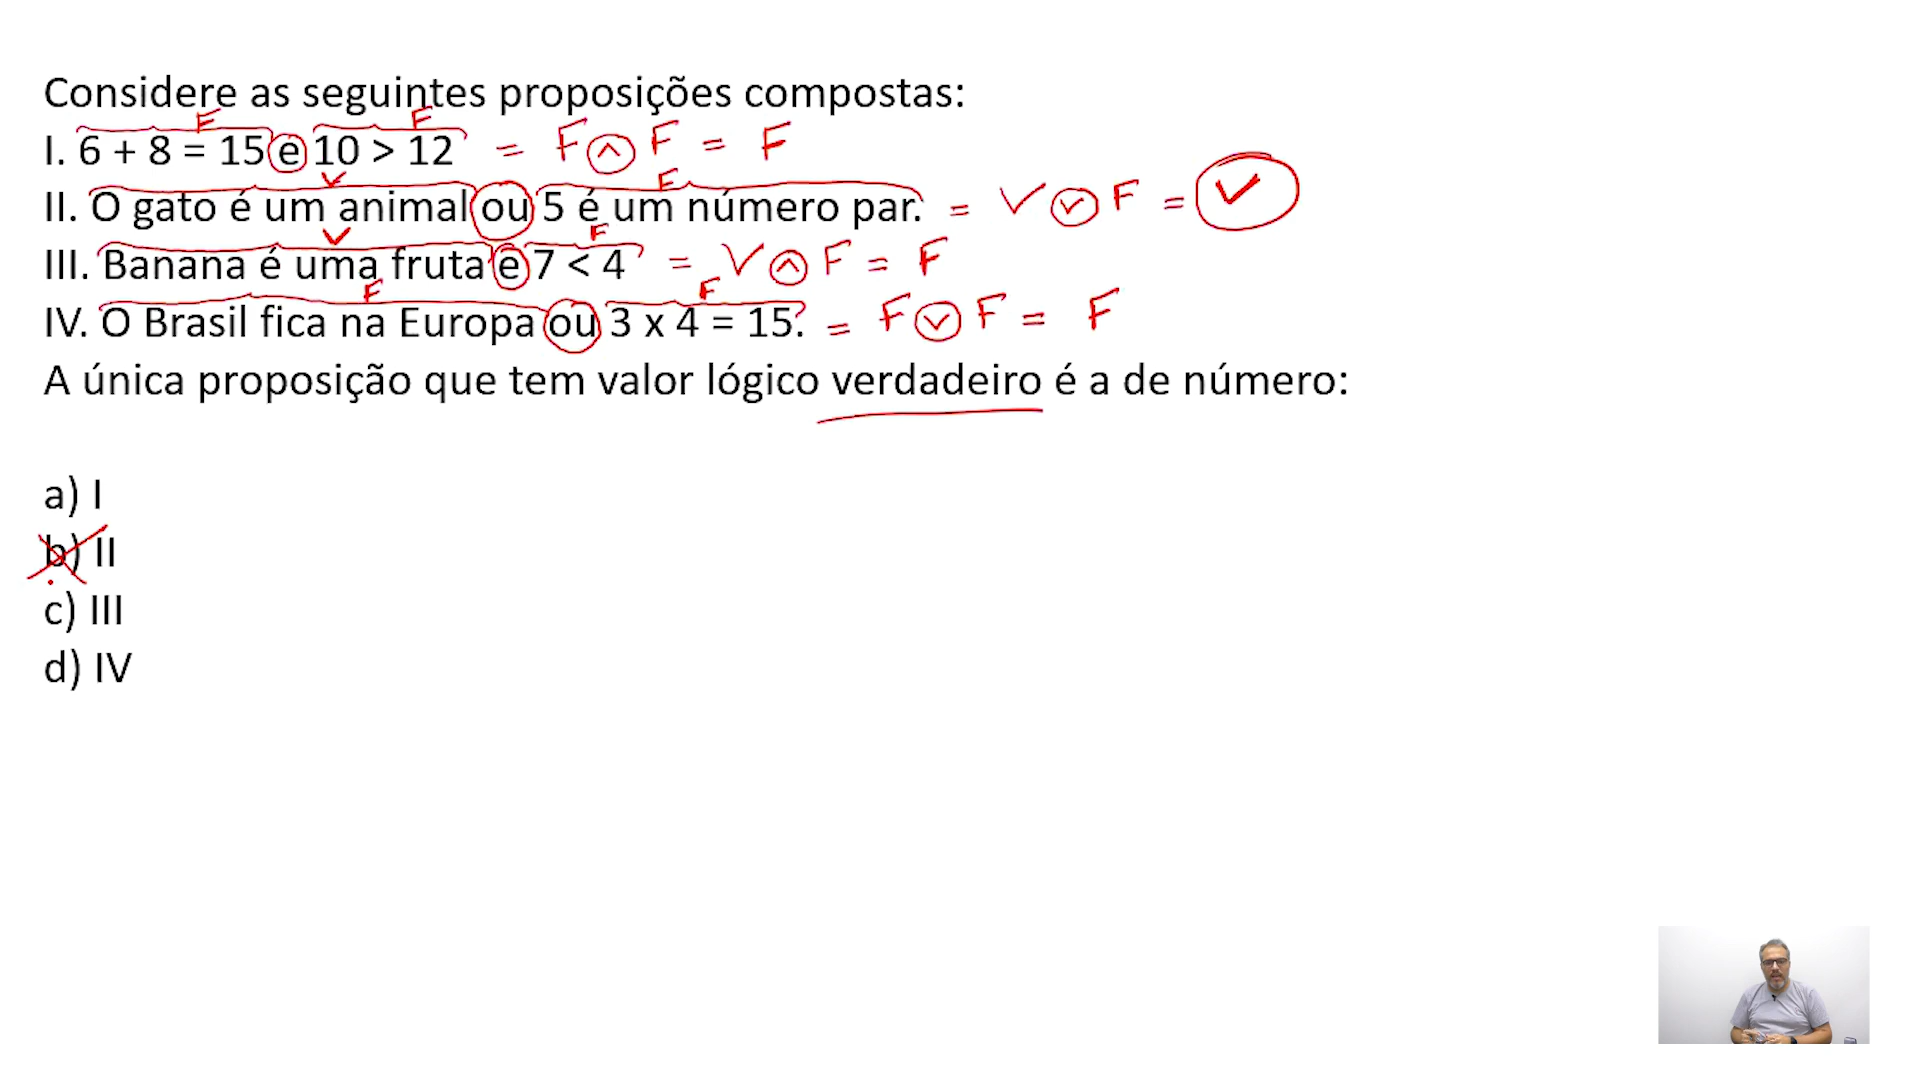 Considere as seguintes proposições compostas:
F F
I. 6 + 8 = 15 e 10 > 12 = F ^ F = F
V F
II. O gato é um animal ou 5 é um número par. = V v F = V
V F
III. Banana é uma fruta e 7 < 4 = V ^ F = F
F F
IV. O Brasil fica na Europa ou 3 x 4 = 15. = F v F = F
A única proposição que tem valor lógico verdadeiro é a de número:
a) I
b) II
c) III
d) IV